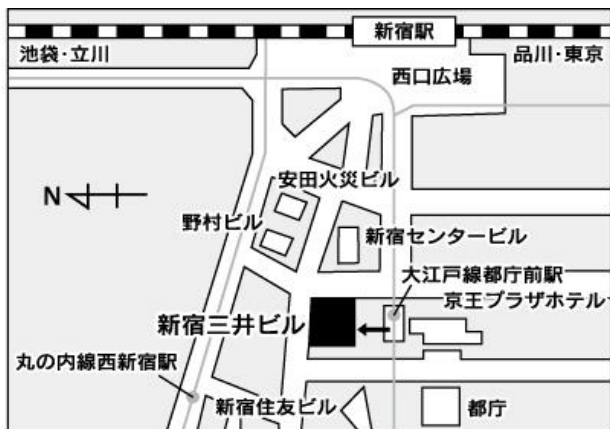 新宿駅
池袋・立川
品川・東京
西口広場
安田火災ビル
N
野村ビル
新宿センタービル
大江戸線都庁前駅
京王プラザホテル
新宿三井ビル
丸の内線西新宿駅
新宿住友ビル
都庁